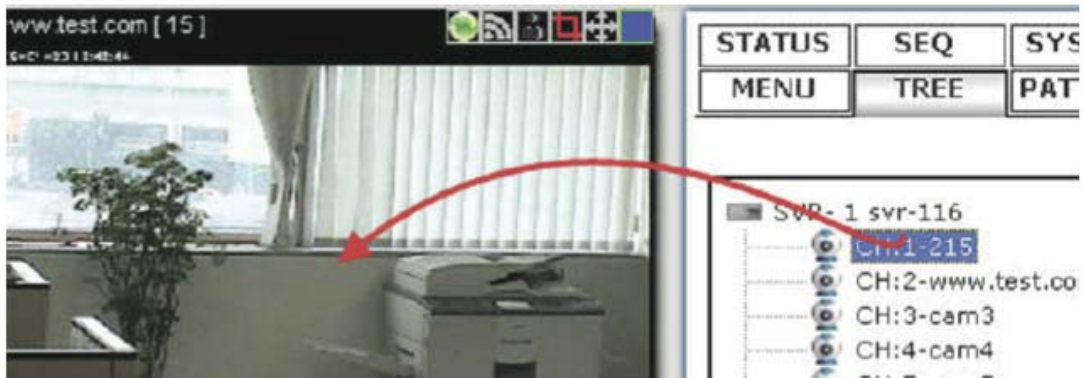 ww.test.com [ 15 ]
STATUS SEQ SYS
MENU TREE PAT
SVR- 1 svr-116
CH:1-215
CH:2-www.test.co
CH:3-cam3
CH:4-cam4